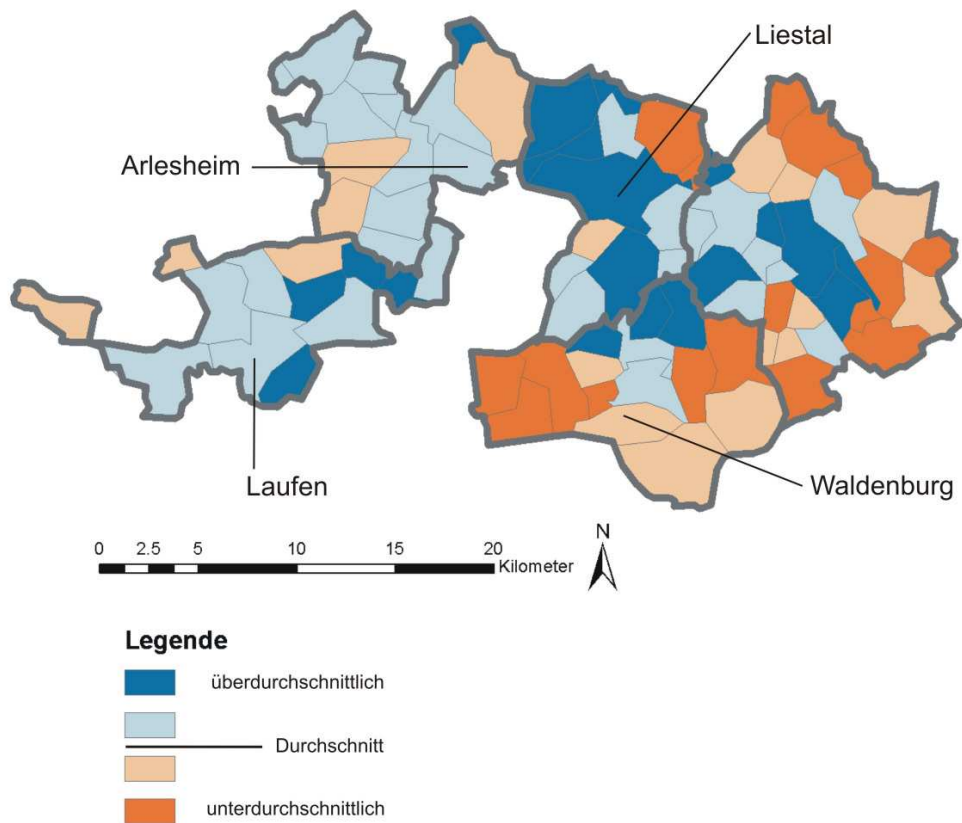 Liestal
Arlesheim
Laufen
Waldenburg
N
0 2.5 5 10 15 20
Kilometer
Legende
überdurchschnittlich
Durchschnitt
unterdurchschnittlich